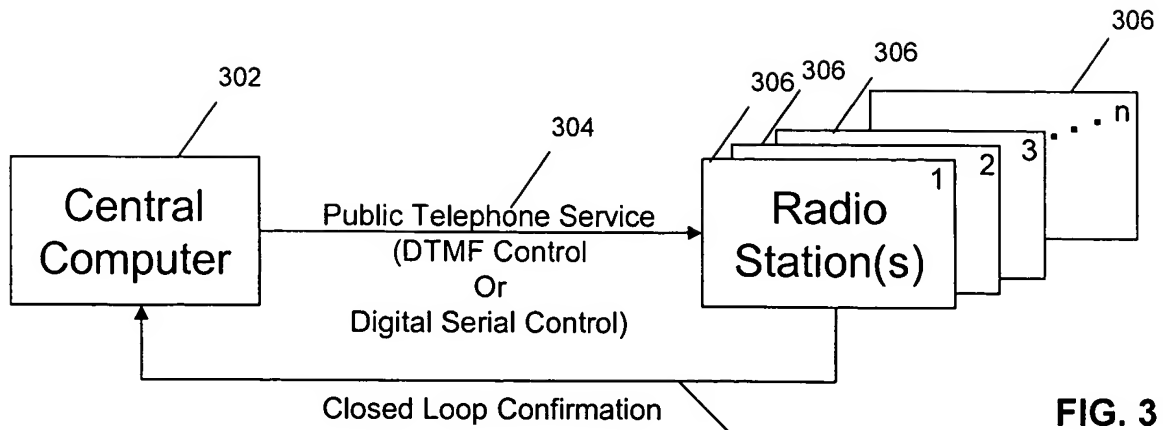 306
302
306
306
306
304
n
3
2
1
Central
Computer
Public Telephone Service
(DTMF Control
Or
Digital Serial Control)
Radio
Station(s)
Closed Loop Confirmation
FIG. 3